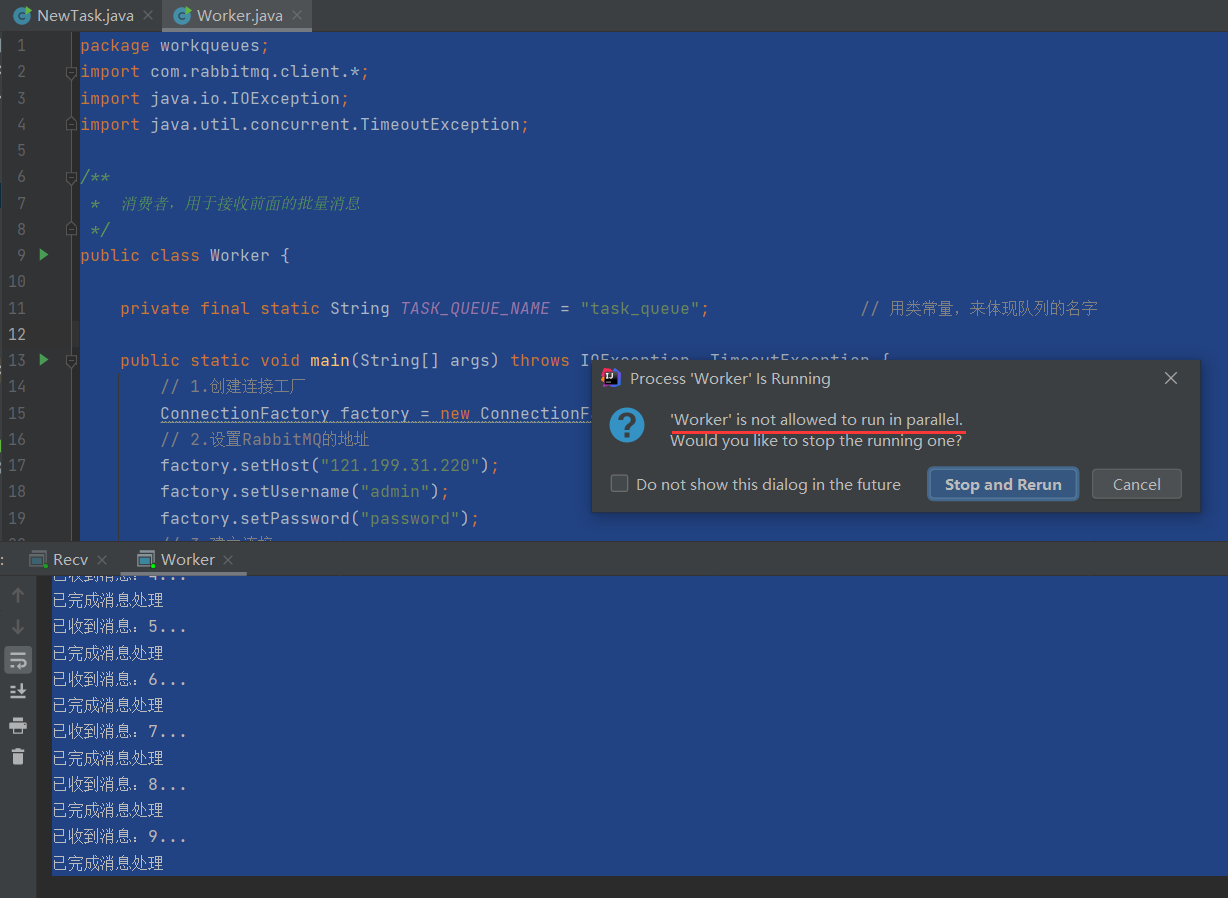 NewTask.java
Worker.java
1 package workqueues;
2 import com.rabbitmq.client.*;
3 import java.io.IOException;
4 import java.util.concurrent.TimeoutException;
5
6 /**
7 * 消费者，用于接收前面的批量消息
8 */
9 public class Worker {
10
11 private final static String TASK_QUEUE_NAME = "task_queue"; // 用类常量，来体现队列的名字
12
13 public static void main(String[] args) throws IOException, TimeoutException {
14 // 1.创建连接工厂
15 ConnectionFactory factory = new ConnectionF
16 // 2.设置RabbitMQ的地址
17 factory.setHost("121.199.31.220");
18 factory.setUsername("admin");
19 factory.setPassword("password");
// 3.建立连接
Process 'Worker' Is Running
'Worker' is not allowed to run in parallel.
Would you like to stop the running one?
Do not show this dialog in the future
Stop and Rerun
Cancel
: Recv
Worker
已收到消息：4...
已完成消息处理
已收到消息：5...
已完成消息处理
已收到消息：6...
已完成消息处理
已收到消息：7...
已完成消息处理
已收到消息：8...
已完成消息处理
已收到消息：9...
已完成消息处理